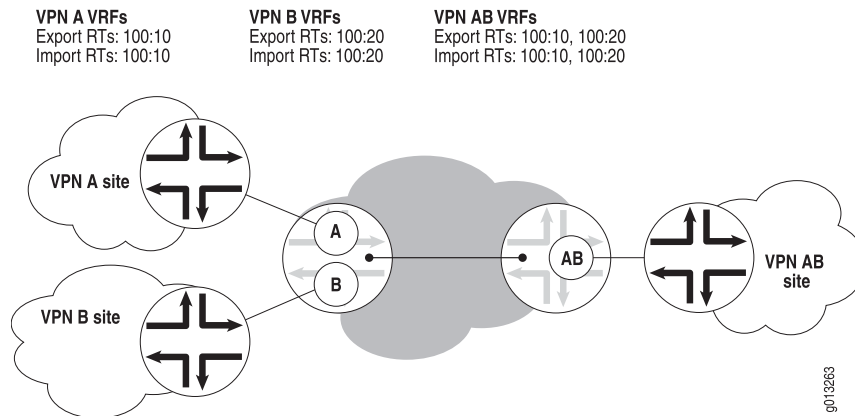 VPN A VRFs
Export RTs: 100:10
Import RTs: 100:10
VPN B VRFs
Export RTs: 100:20
Import RTs: 100:20
VPN AB VRFs
Export RTs: 100:10, 100:20
Import RTs: 100:10, 100:20
VPN A site
A
B
AB
VPN AB
site
VPN B site
g013263